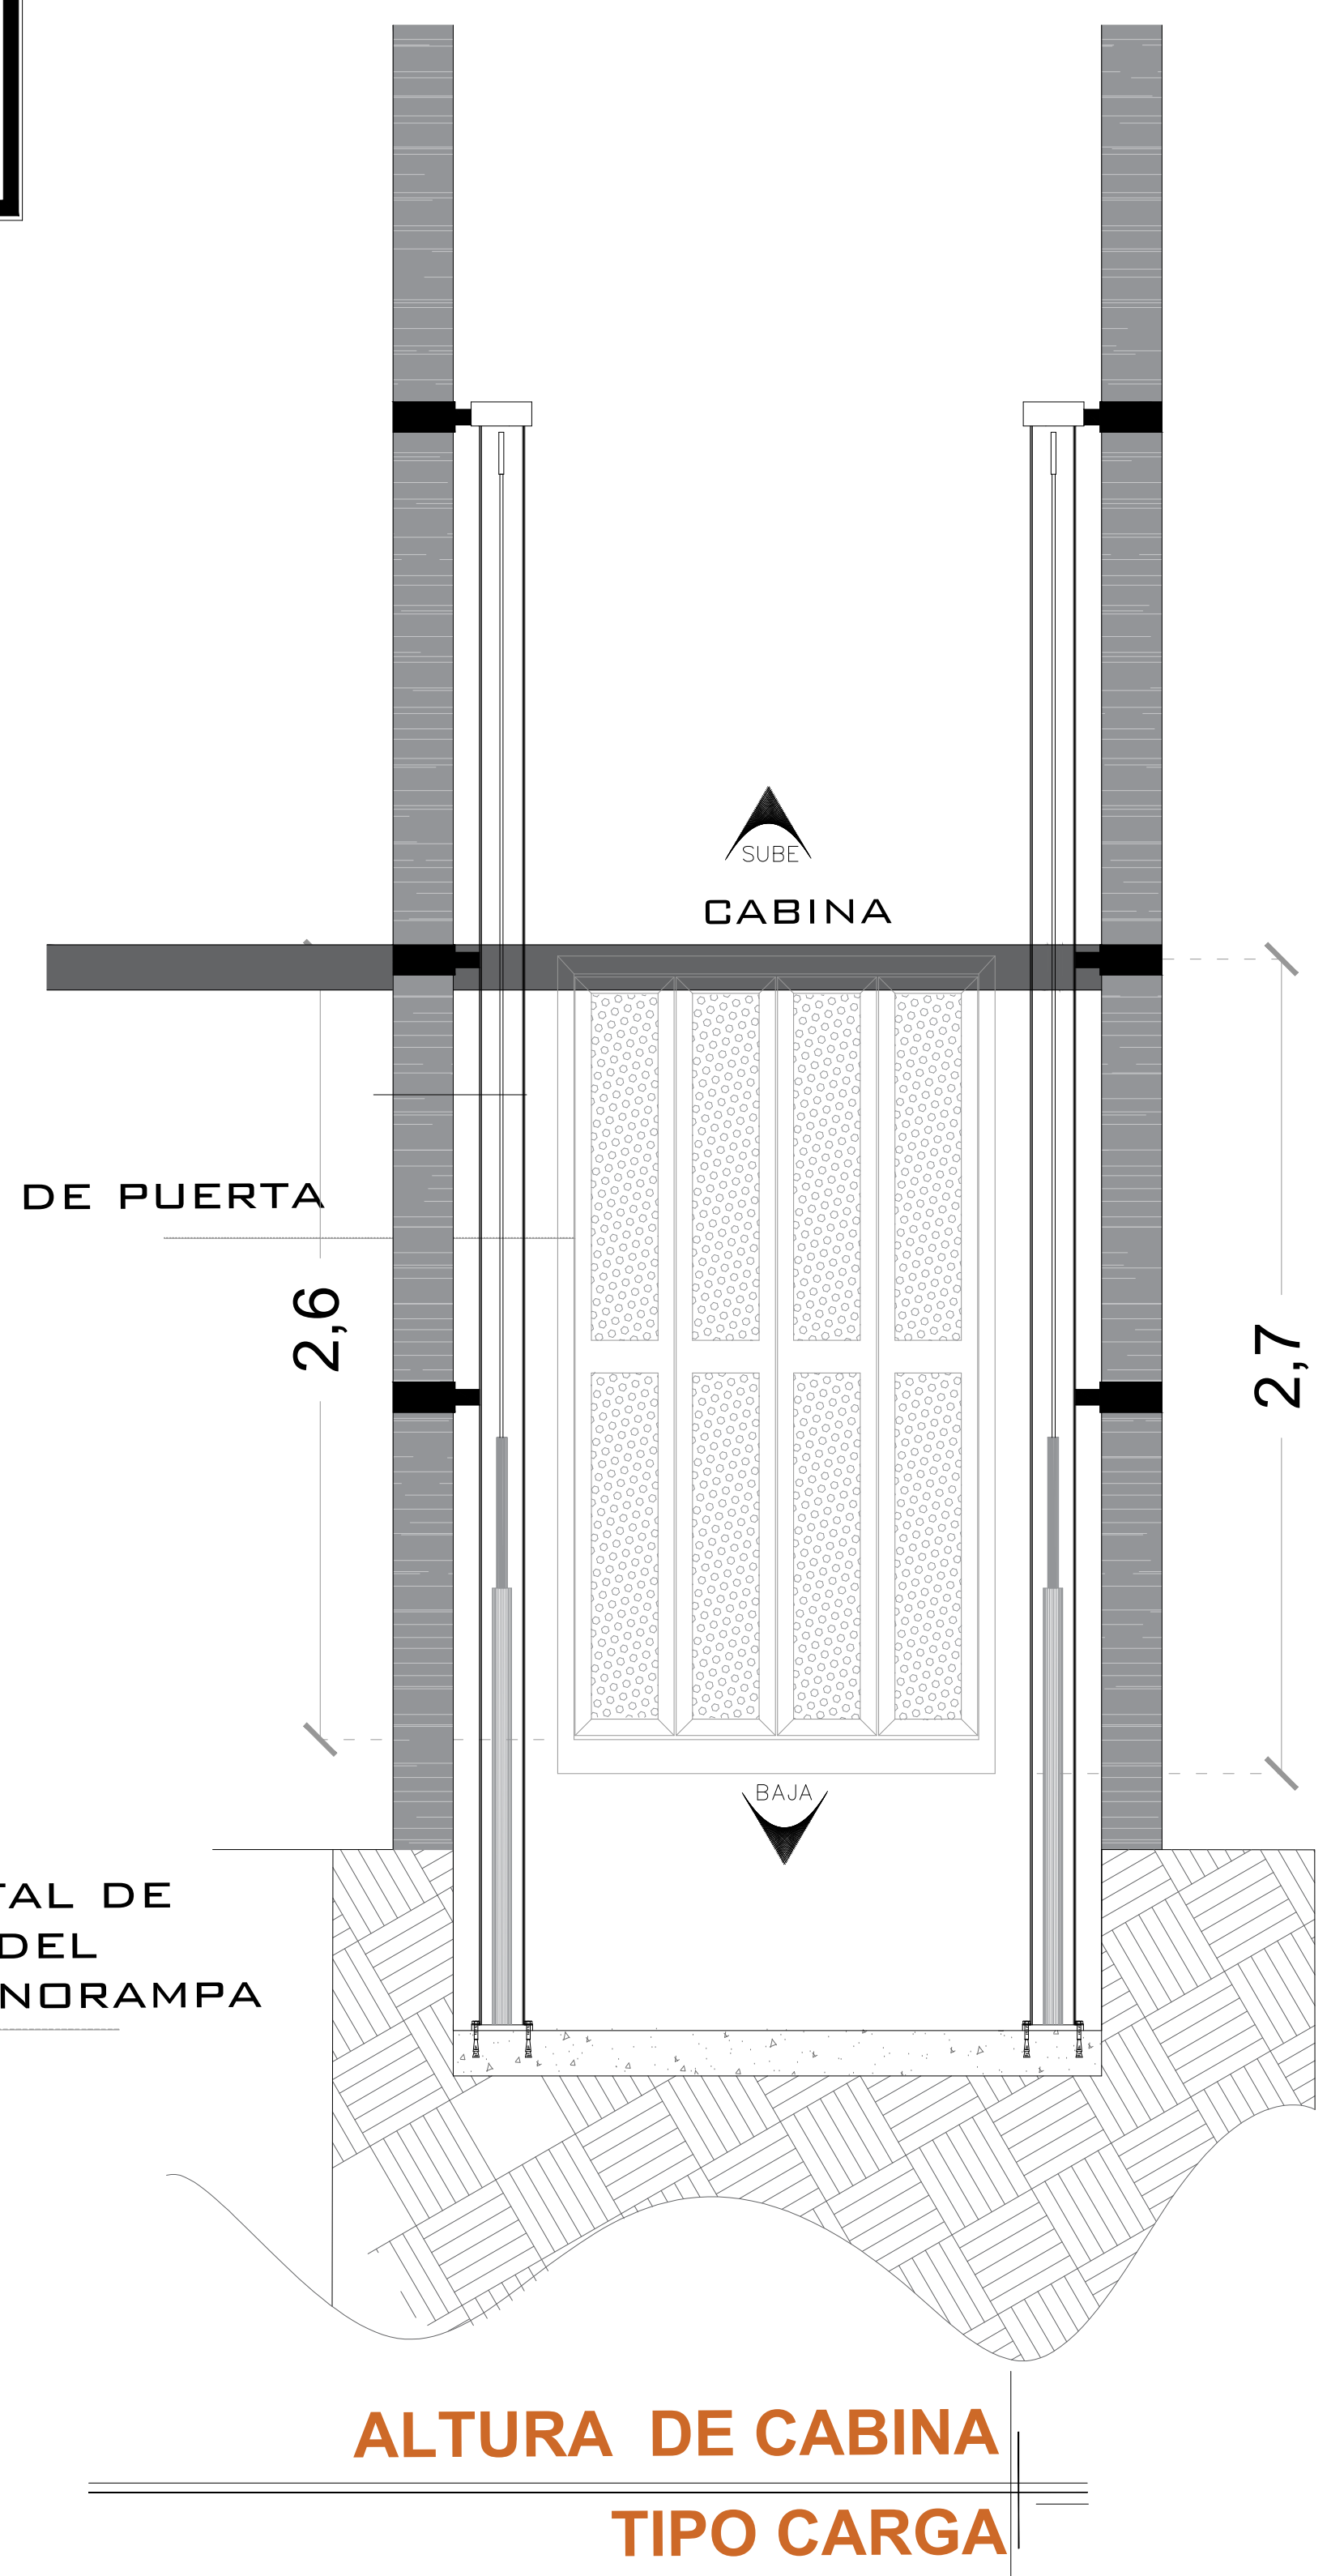 SUBE
CABINA
DE PUERTA
2,6
2,7
BAJA
TAL DE
DEL
NORAMPA
ALTURA DE CABINA
TIPO CARGA